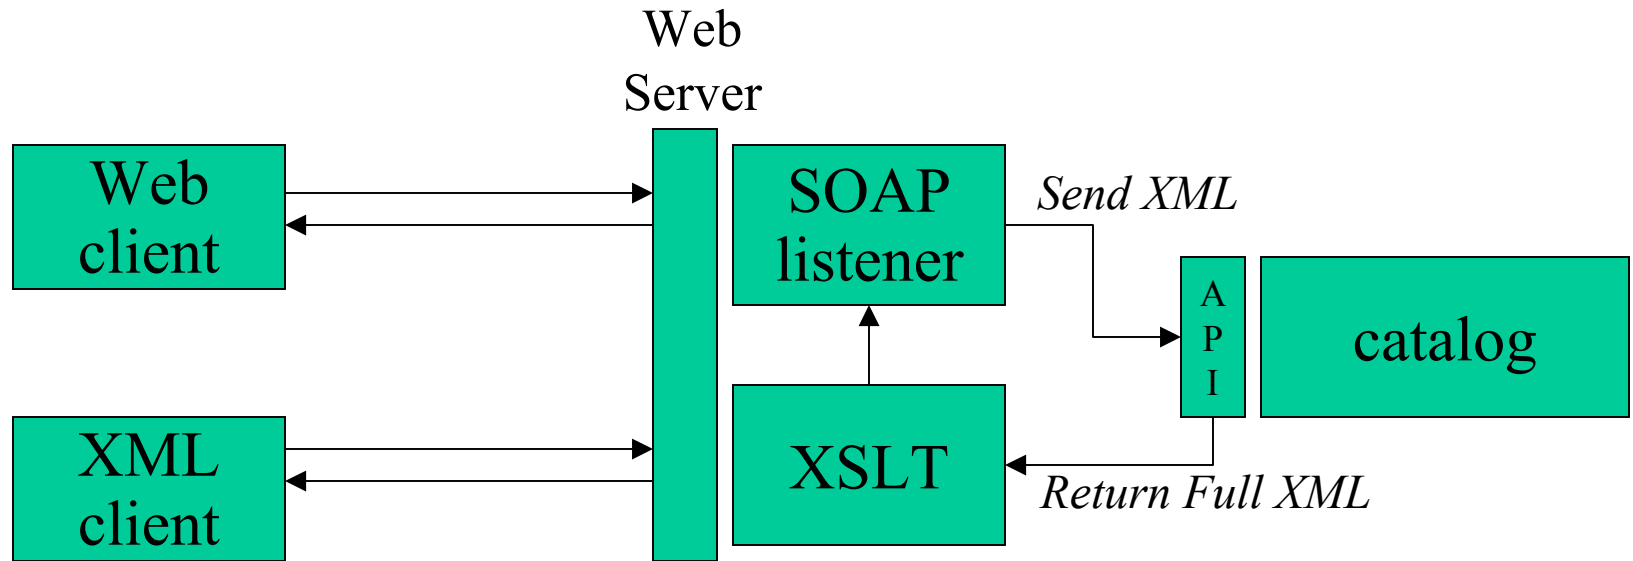 Web
Server
Web
client
SOAP
listener
Send XML
A
P
I
catalog
XML
client
XSLT
Return Full XML